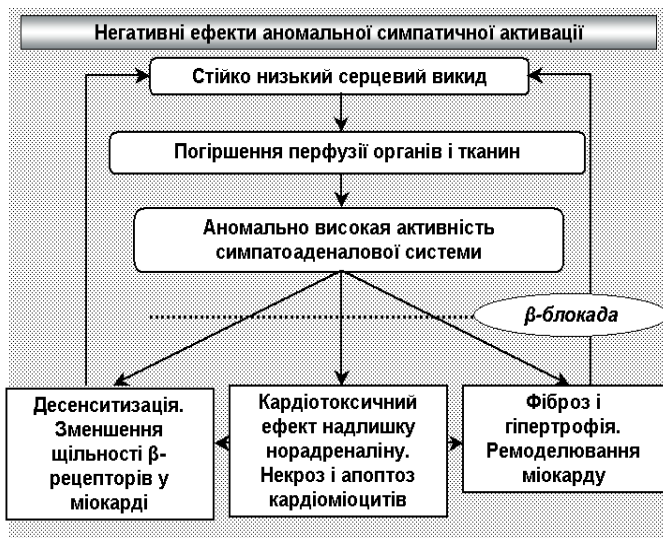 Негативні ефекти аномальної симпатичної активації
Стійко низький серцевий викид
Погіршення перфузії органів і тканин
Аномально високая активність
симпатоаденалової системи
β-блокада
Десенситизація.
Зменшення
щільності β-
рецепторів у
міокарді
Кардіотоксичний
ефект надлишку
норадреналіну.
Некроз і апоптоз
кардіоміоцитів
Фіброз і
гіпертрофія.
Ремоделювання
міокарду